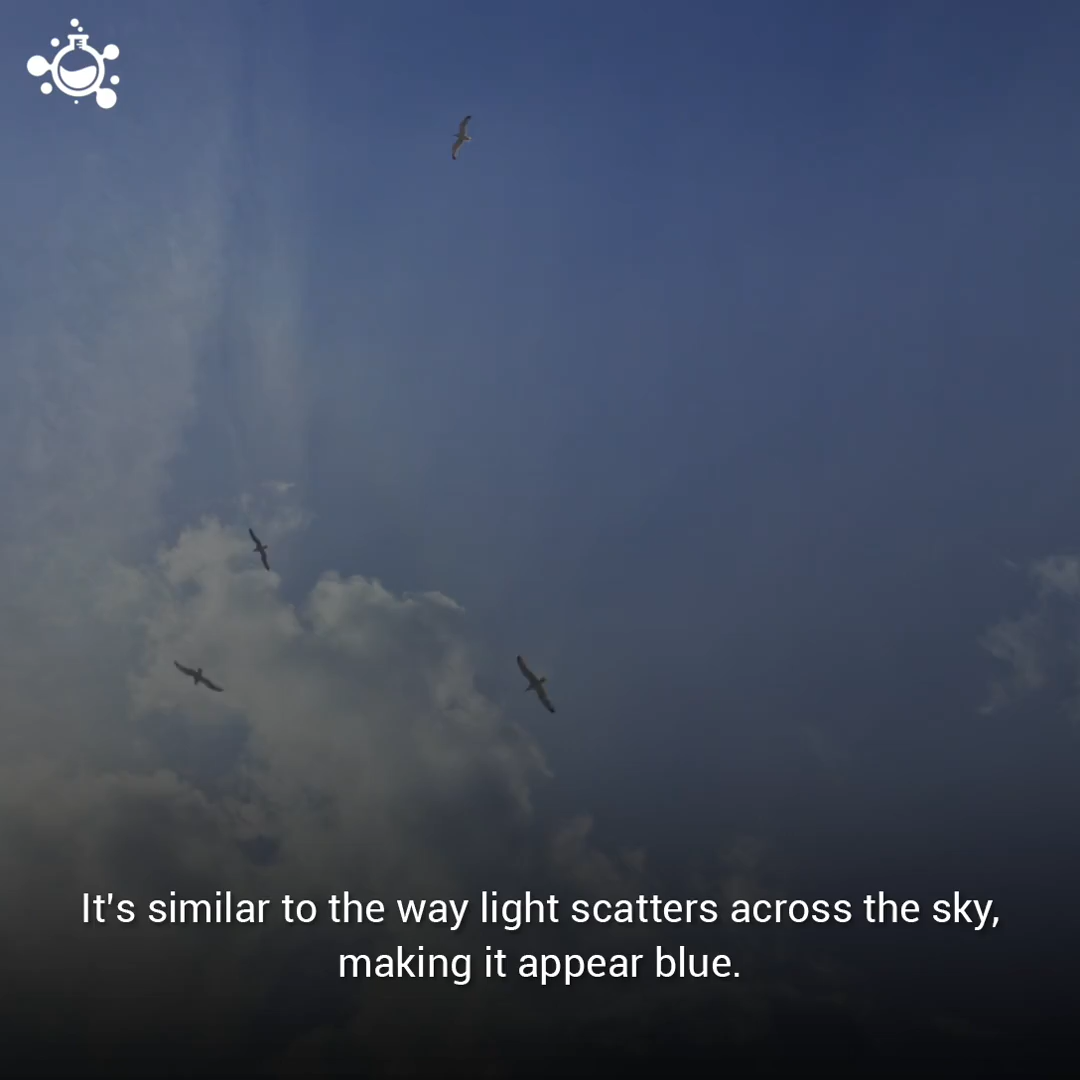 It's similar to the way light scatters across the sky,
making it appear blue.